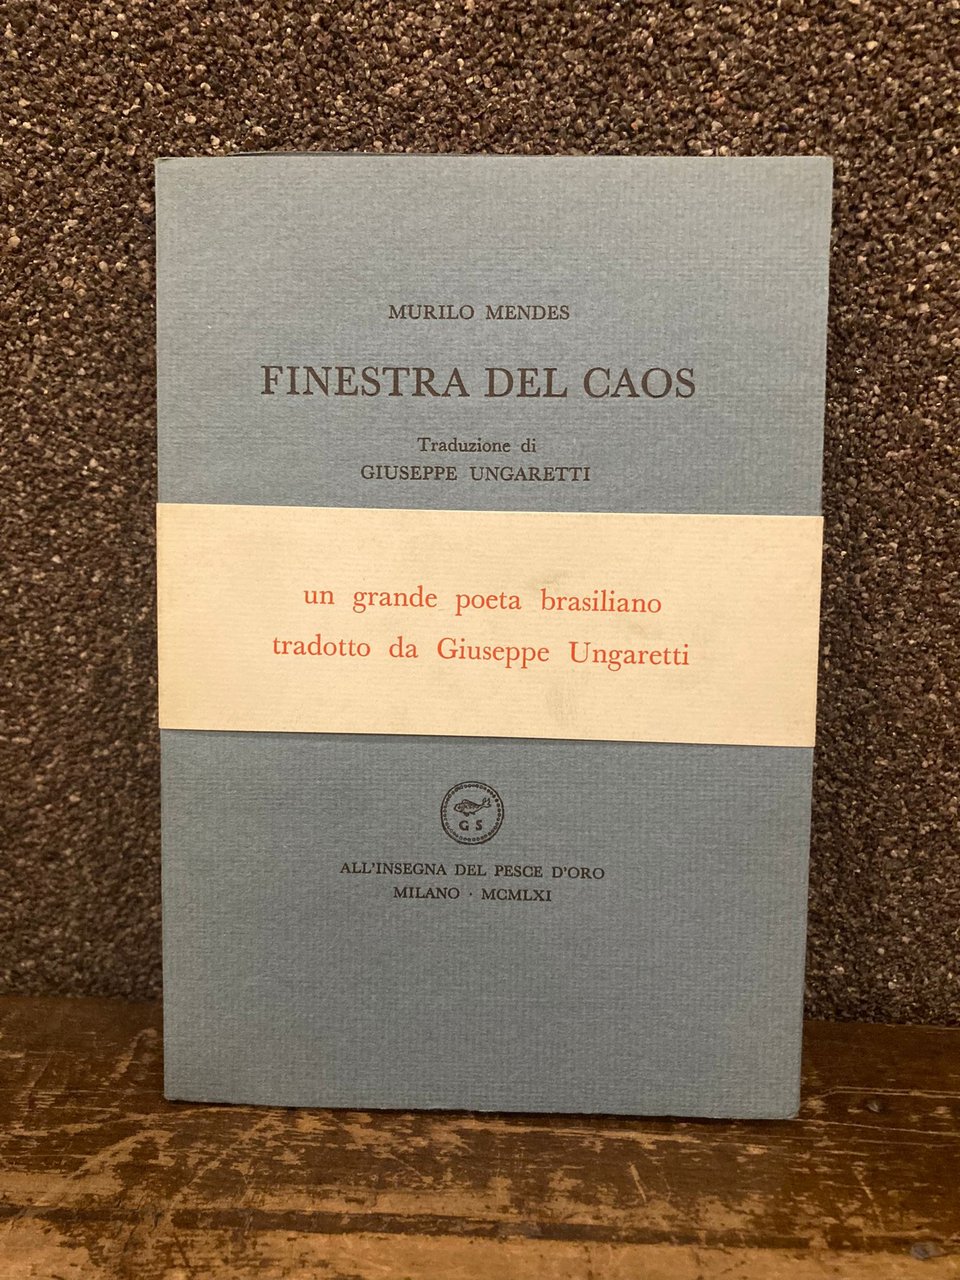 MURILO MENDES
FINESTRA DEL CAOS
Traduzione di
GIUSEPPE UNGARETTI
un grande poeta brasiliano
tradotto da Giuseppe Ungaretti
G S
ALL'INSEGNA DEL PESCE D'ORO
MILANO · MCMLXI